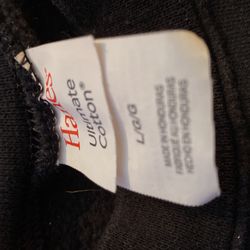 Hanes
Ultimate
Cotton®
L/G/G
MADE IN HONDURAS
FABRIQUÉ AU HONDURAS
HECHO EN HONDURAS